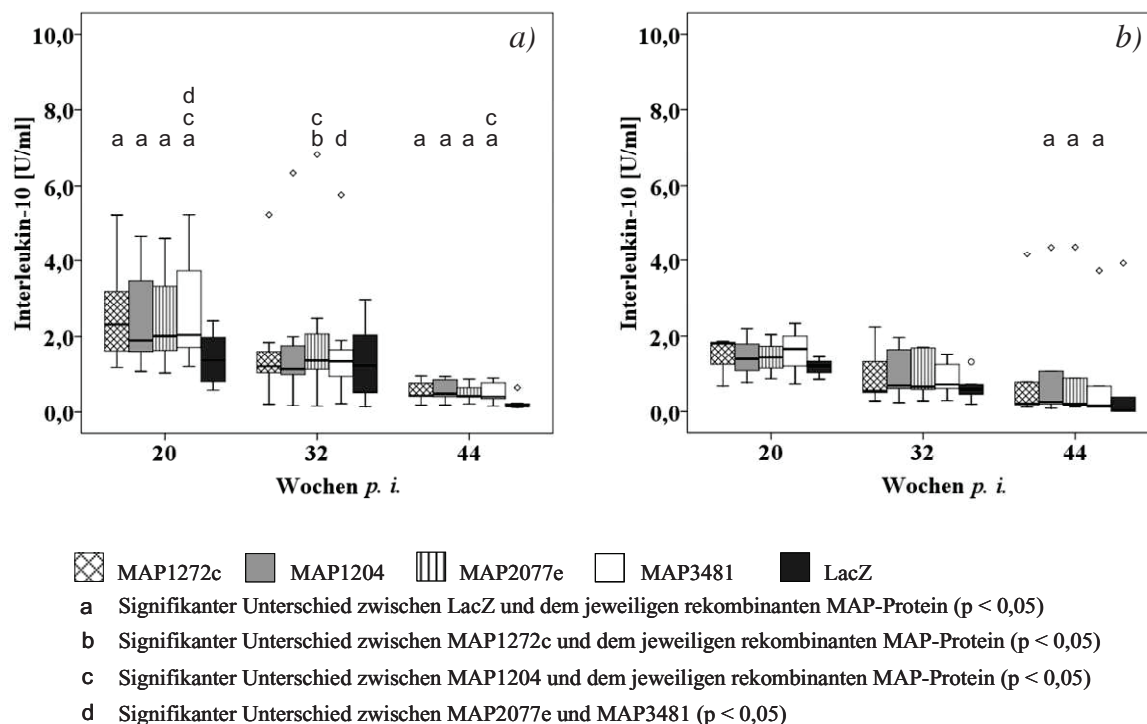 a)
10,0
8,0
6,0
4,0
2,0
0,0
Interleukin-10 [U/ml]
d
c c c
a a a a b d a a a a
20 32 44
Wochen p. i.
b)
10,0
8,0
6,0
4,0
2,0
0,0
Interleukin-10 [U/ml]
a a a
20 32 44
Wochen p. i.
MAP1272c MAP1204 MAP2077e MAP3481 LacZ
a Signifikanter Unterschied zwischen LacZ und dem jeweiligen rekombinanten MAP-Protein (p < 0,05)
b Signifikanter Unterschied zwischen MAP1272c und dem jeweiligen rekombinanten MAP-Protein (p < 0,05)
c Signifikanter Unterschied zwischen MAP1204 und dem jeweiligen rekombinanten MAP-Protein (p < 0,05)
d Signifikanter Unterschied zwischen MAP2077e und MAP3481 (p < 0,05)